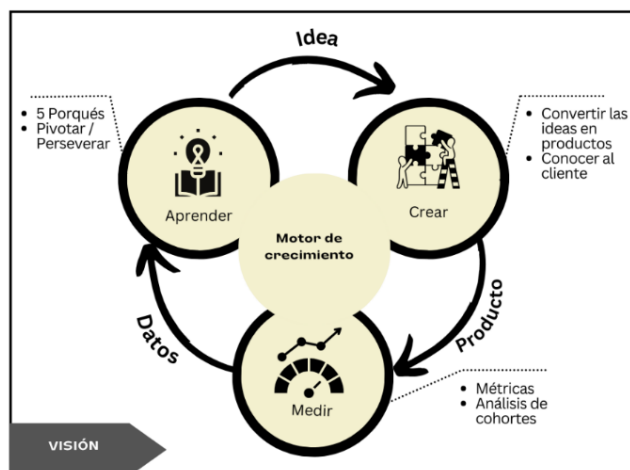 Idea
• 5 Porqués
• Pivotar /
Perseverar
Aprender
• Convertir las
ideas en
productos
• Conocer al
cliente
Crear
Motor de
crecimiento
Datos
Producto
Medir
• Métricas
• Análisis de
cohortes
VISIÓN